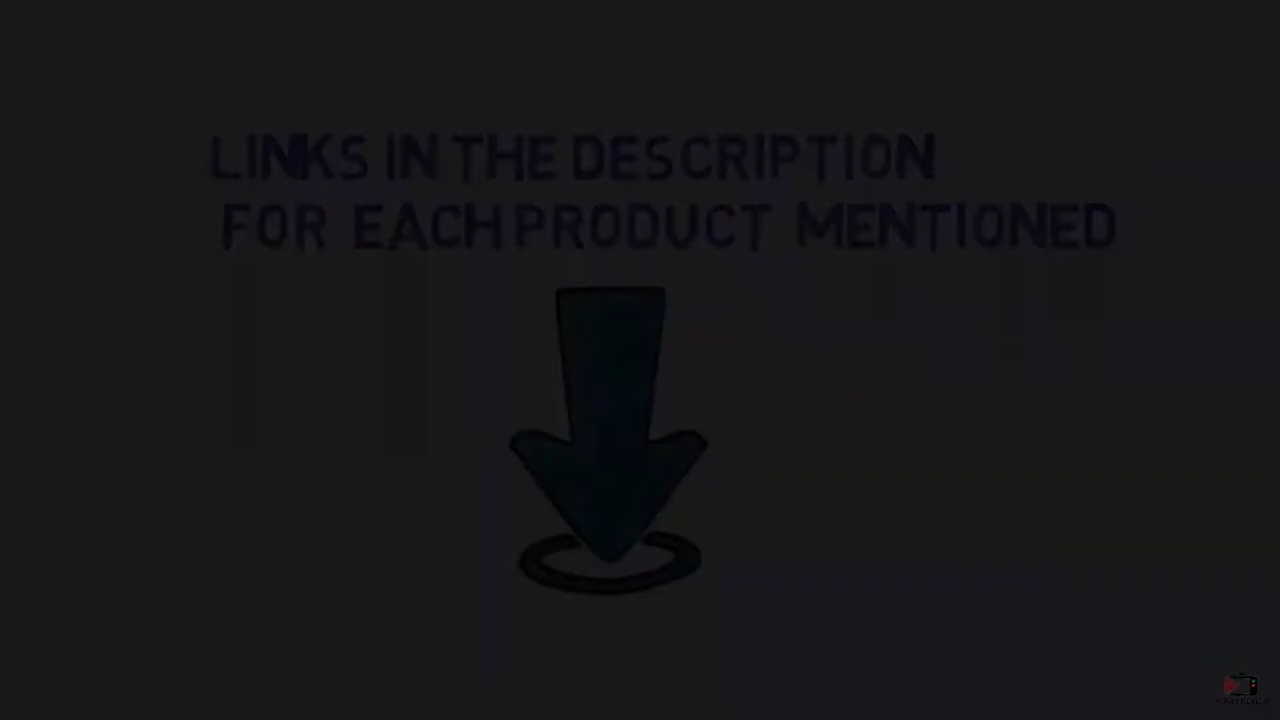 LINKS IN THE DESCRIPTION
FOR EACH PRODUCT MENTIONED